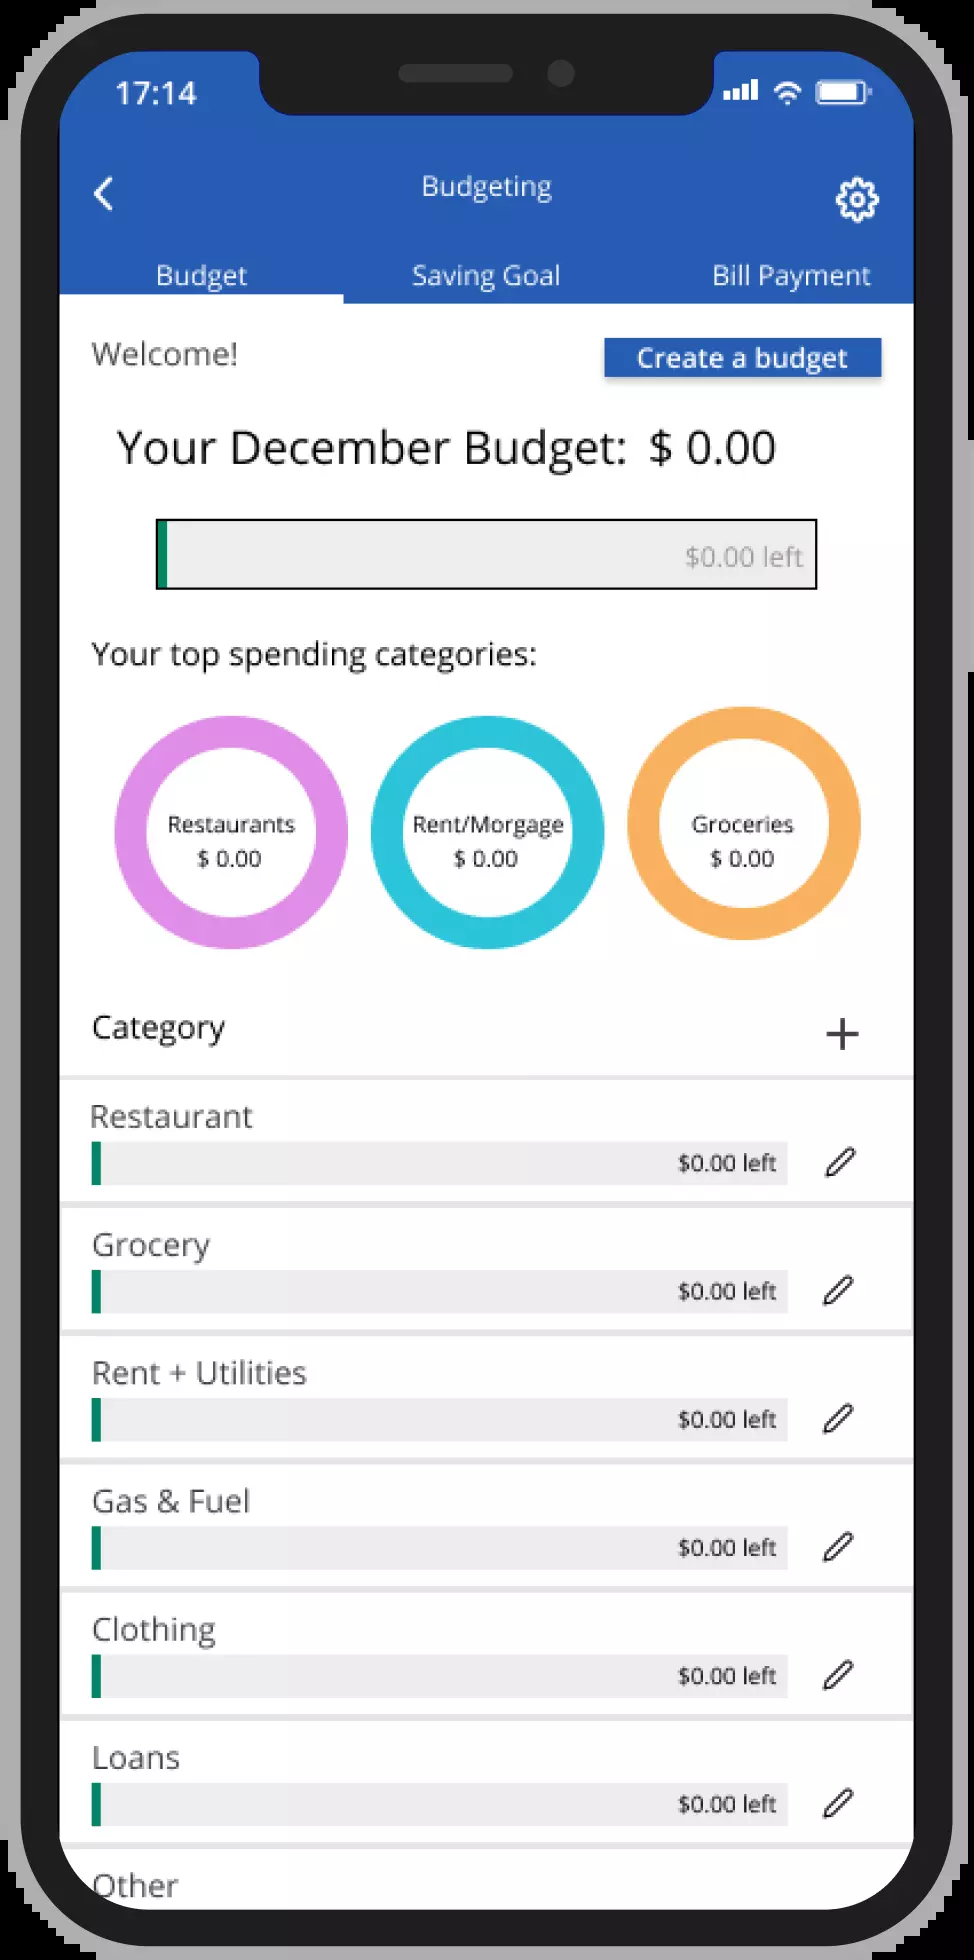 17:14
Budgeting
Budget Saving Goal Bill Payment
Welcome! Create a budget
Your December Budget: $ 0.00
$0.00 left
Your top spending categories:
Restaurants Rent/Morgage Groceries
$ 0.00 $ 0.00 $ 0.00
Category +
Restaurant
$0.00 left
Grocery
$0.00 left
Rent + Utilities
$0.00 left
Gas & Fuel
$0.00 left
Clothing
$0.00 left
Loans
$0.00 left
Other